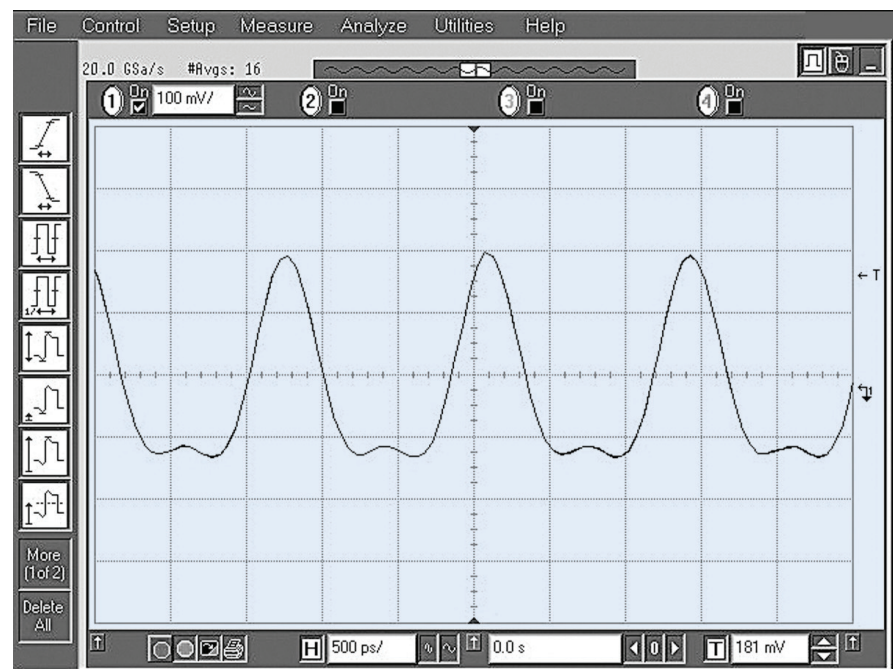 File Control Setup Measure Analyze Utilities Help
20.0 GSa/s #Avgs: 16
1 On 100 mV/ 2 On 3 On 4 On
T
1/
More
(1of 2)
Delete
All
H 500 ps/ 0.0 s 0 T 181 mV